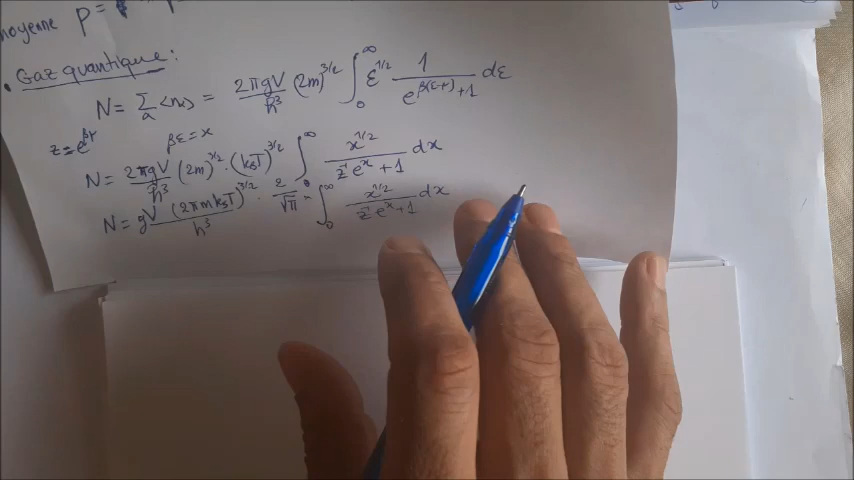 moyenne P =
• Gaz quantique :
N = ∑_a <n_a> = 2πgV/h³ (2m)^{3/2} ∫_0^∞ ε^{1/2} 1/(e^{β(ε-μ)} + 1) dε
z = e^{βμ} βε = x
N = 2πgV/h³ (2m)^{3/2} · (k_BT)^{3/2} ∫_0^∞ x^{1/2}/(z^{-1}e^x + 1) dx
N = gV (2πmk_BT)^{3/2}/h³ · 2/√π · ∫_0^∞ x^{1/2}/(z^{-1}e^x + 1) dx